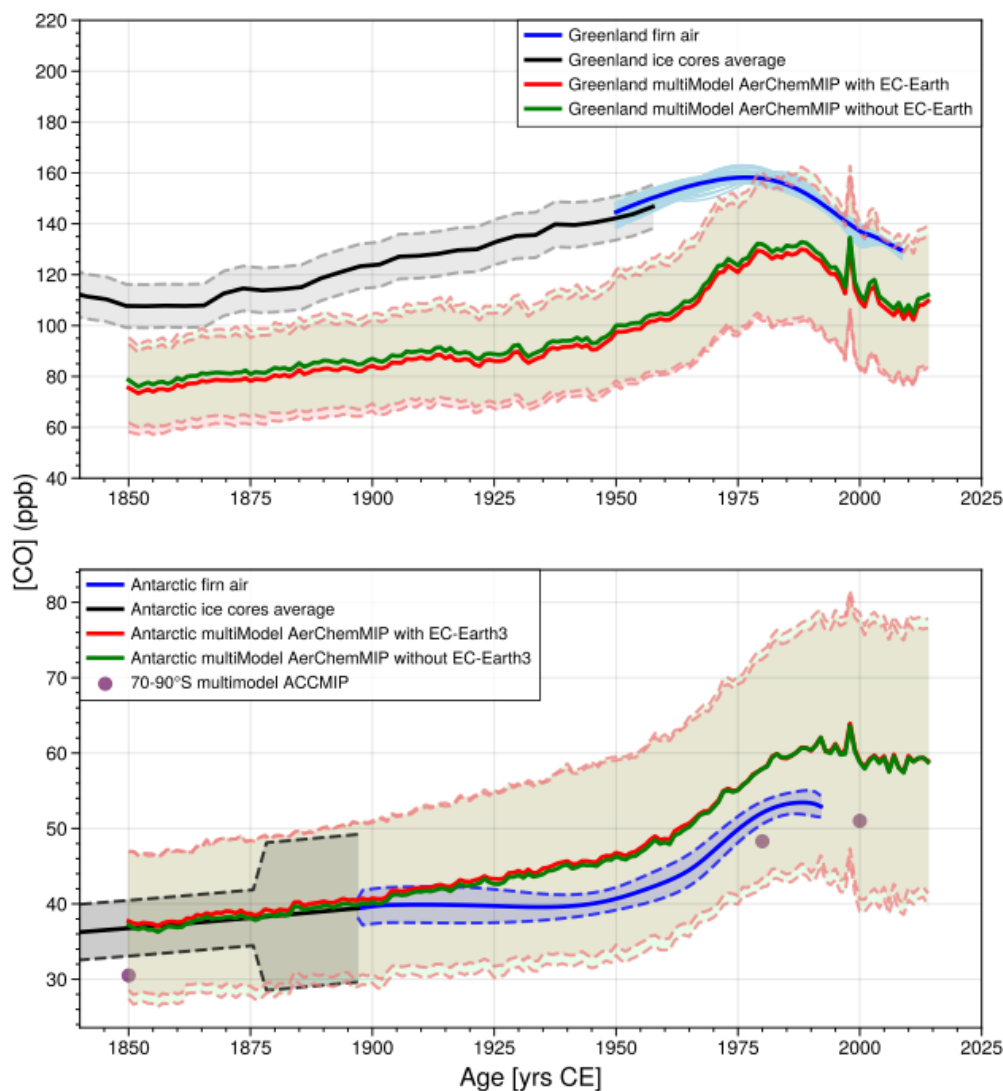 220
200
180
160
140
120
100
80
60
40
Greenland firn air
Greenland ice cores average
Greenland multiModel AerChemMIP with EC-Earth
Greenland multiModel AerChemMIP without EC-Earth
1850 1875 1900 1925 1950 1975 2000 2025
[CO] (ppb)
80
70
60
50
40
30
Antarctic firn air
Antarctic ice cores average
Antarctic multiModel AerChemMIP with EC-Earth3
Antarctic multiModel AerChemMIP without EC-Earth3
70-90°S multimodel ACCMIP
1850 1875 1900 1925 1950 1975 2000 2025
Age [yrs CE]